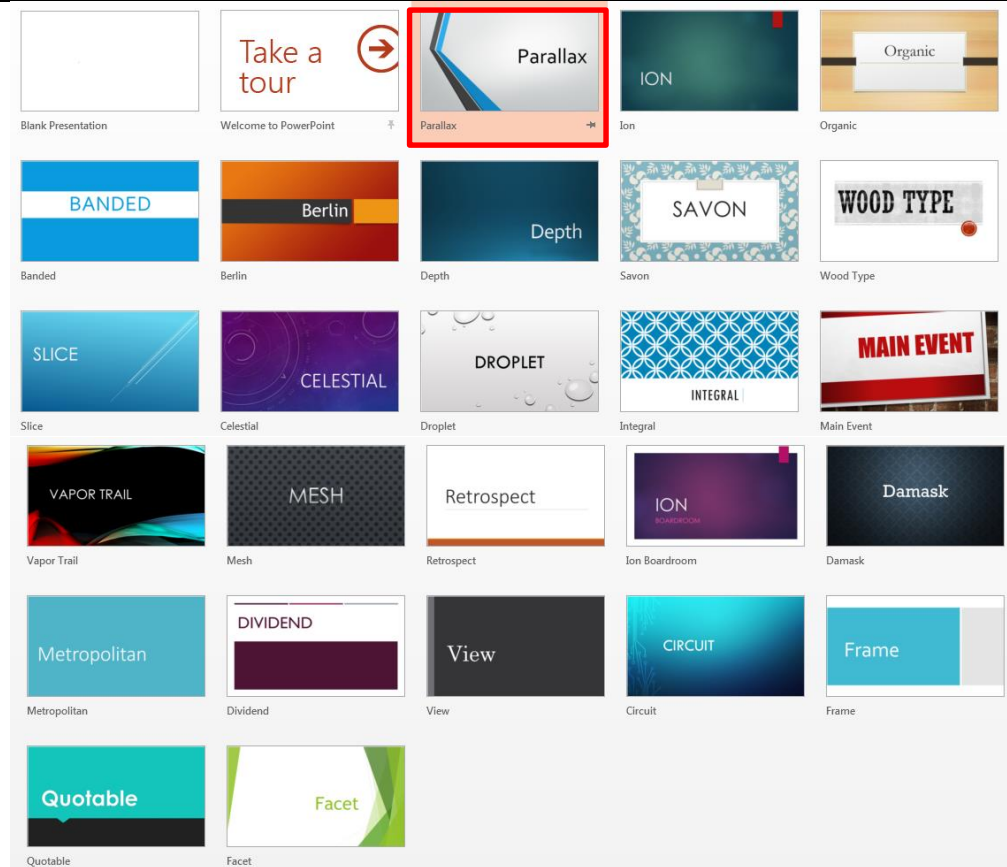 Take a
tour
Parallax
ION
Organic
Blank Presentation
Welcome to PowerPoint
Parallax
Ion
Organic
BANDED
Berlin
Depth
SAVON
WOOD TYPE
Banded
Berlin
Depth
Savon
Wood Type
SLICE
CELESTIAL
DROPLET
INTEGRAL
MAIN EVENT
Slice
Celestial
Droplet
Integral
Main Event
VAPOR TRAIL
MESH
Retrospect
ION
BOARDROOM
Damask
Vapor Trail
Mesh
Retrospect
Ion Boardroom
Damask
Metropolitan
DIVIDEND
View
CIRCUIT
Frame
Metropolitan
Dividend
View
Circuit
Frame
Quotable
Facet
Quotable
Facet